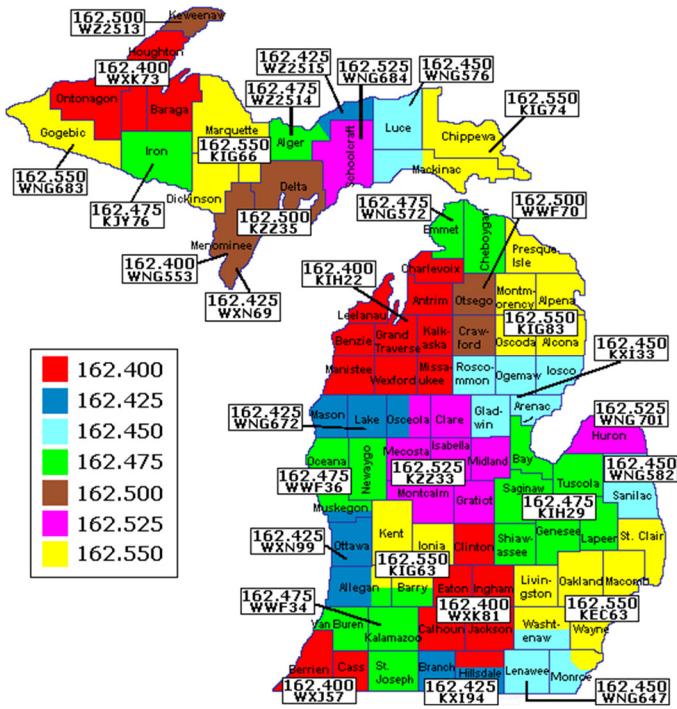 162.500
WZ2513
Keweenaw
Houghton
162.400
WXK73
Ontonagon
Baraga
Gogebic
162.550
WNG683
Iron
162.475
KJY76
Marquette
162.550
KIG66
Dickinson
162.475
WZ2514
Alger
162.425
WZ2515
162.525
WNG684
Schoolcraft
162.450
WNG576
Luce
162.550
KIG74
Chippewa
Mackinac
Delta
162.500
KZZ35
Menominee
162.400
WNG553
162.425
WXN69
162.475
WNG572
Emmet
Cheboygan
162.500
WWF70
Presque
Isle
162.400
KIH22
Charlevoix
Antrim
Otsego
Montm-
orency
Alpena
162.550
KIG83
Leelanau
Benzie
Grand
Traverse
Kalk-
aska
Craw-
ford
Oscoda
Alcona
162.450
KXI33
Manistee
Wexford
Missa-
ukee
Roscc-
mmon
Ogemaw
Iosco
162.400
162.425
162.450
162.475
162.500
162.525
162.550
162.425
WNG672
Mason
Lake
Osceola
Clare
Glad-
win
Arenac
162.525
WNG 701
Huron
Oceana
162.475
WWF36
Newaygo
Mecosta
Isabella
162.525
KZZ33
Midland
Bay
162.450
WNG582
Tuscola
Sanilac
Montcalm
Gratiot
Saginaw
162.475
KIH29
Muskegon
162.425
WXN99
Ottawa
Kent
Ionia
162.550
KIG63
Clinton
Shiaw-
assee
Genesee
Lapeer
St. Clair
Allegan
Barry
Eaton
Ingham
162.400
WXK81
Livin-
gston
Oakland
Macomb
162.550
KEC63
162.475
WWF34
Van Buren
Kalamazoo
Calhoun
Jackson
Washt-
enaw
Wayne
Berrien
162.400
WXJ57
Cass
St.
Joseph
Branch
Hillsdale
162.425
KXI94
Lenawee
Monroe
162.450
WNG647